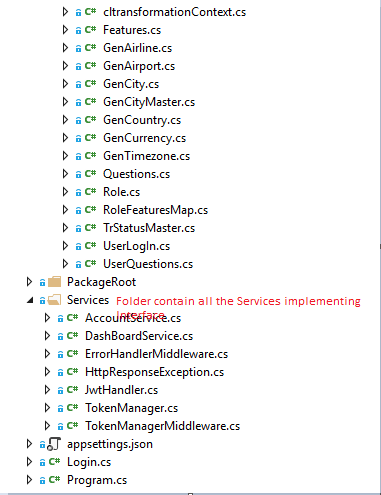 cltransformationContext.cs
C# Features.cs
C# GenAirline.cs
C# GenAirport.cs
C# GenCity.cs
C# GenCityMaster.cs
C# GenCountry.cs
C# GenCurrency.cs
C# GenTimezone.cs
C# Questions.cs
C# Role.cs
C# RoleFeaturesMap.cs
C# TrStatusMaster.cs
C# UserLogIn.cs
C# UserQuestions.cs
PackageRoot
Services Folder contain all the Services implementing
Interface
C# AccountService.cs
C# DashBoardService.cs
C# ErrorHandlerMiddleware.cs
C# HttpResponseException.cs
C# JwtHandler.cs
C# TokenManager.cs
C# TokenManagerMiddleware.cs
appsettings.json
C# Login.cs
C# Program.cs